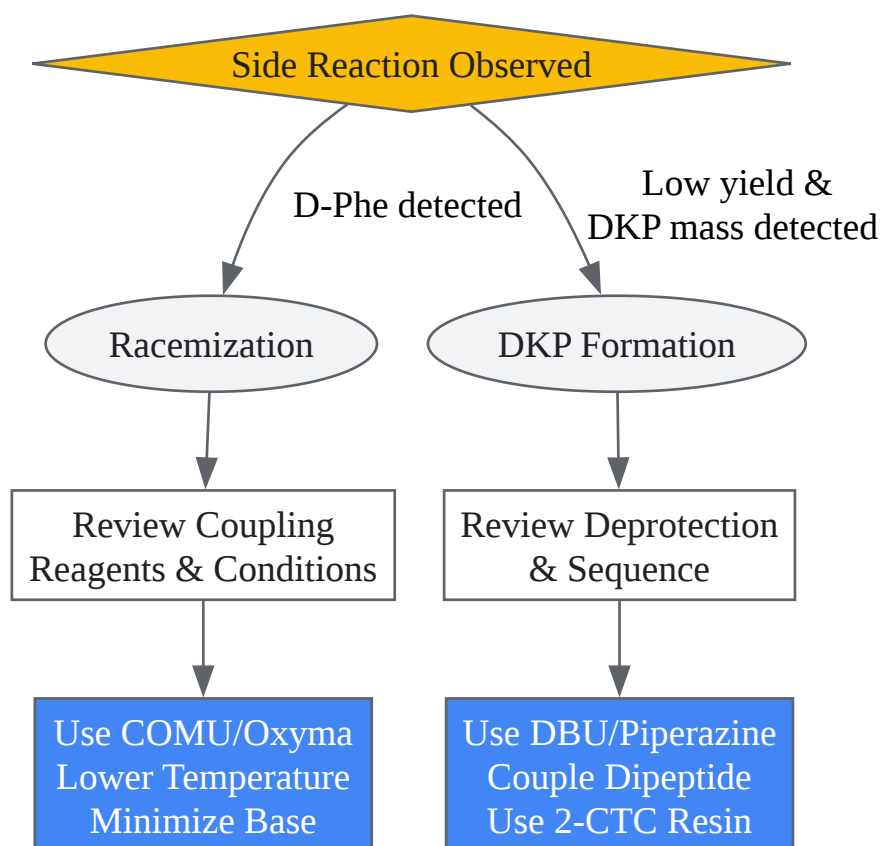 Side Reaction Observed
D-Phe detected
Low yield &
DKP mass detected
Racemization
DKP Formation
Review Coupling
Reagents & Conditions
Review Deprotection
& Sequence
Use COMU/Oxyma
Lower Temperature
Minimize Base
Use DBU/Piperazine
Couple Dipeptide
Use 2-CTC Resin